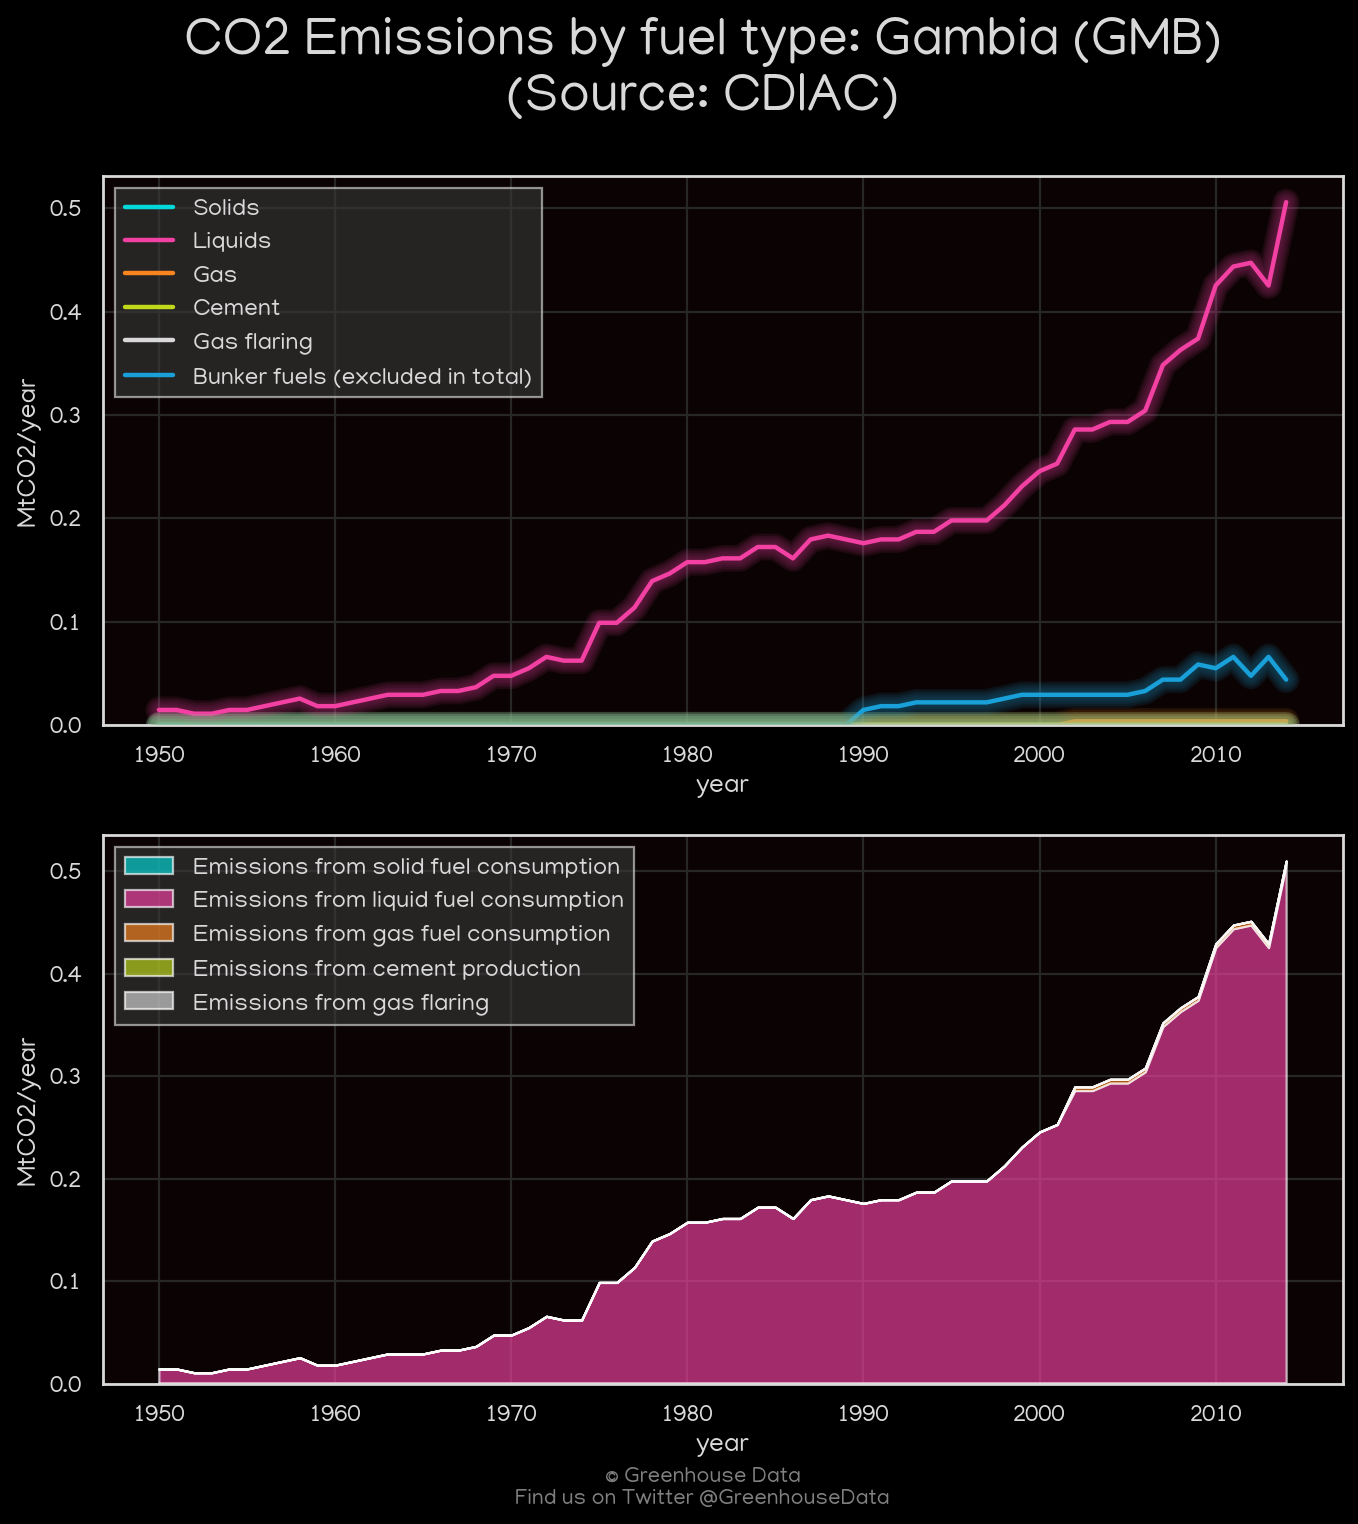 CO2 Emissions by fuel type: Gambia (GMB)
(Source: CDIAC)
Solids
Liquids
Gas
Cement
Gas flaring
Bunker fuels (excluded in total)
MtCO2/year
0.5
0.4
0.3
0.2
0.1
0.0
1950 1960 1970 1980 1990 2000 2010
year
Emissions from solid fuel consumption
Emissions from liquid fuel consumption
Emissions from gas fuel consumption
Emissions from cement production
Emissions from gas flaring
MtCO2/year
0.5
0.4
0.3
0.2
0.1
0.0
1950 1960 1970 1980 1990 2000 2010
year
© Greenhouse Data
Find us on Twitter @GreenhouseData